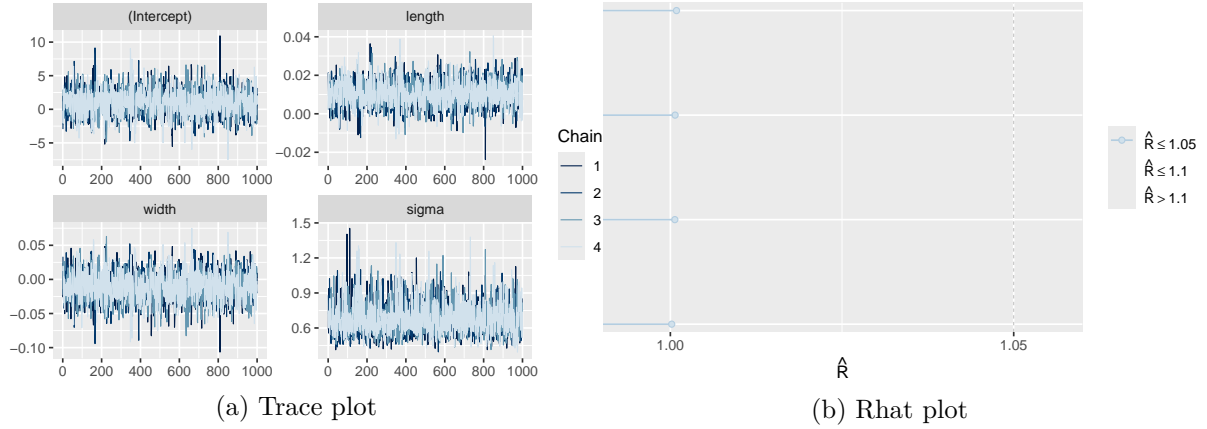 (Intercept)
length
10
5
0
−5
0.04
0.02
0.00
−0.02
0 200 400 600 800 1000
0 200 400 600 800 1000
width
sigma
0.05
0.00
−0.05
−0.10
1.5
1.2
0.9
0.6
0 200 400 600 800 1000
0 200 400 600 800 1000
Chain
1
2
3
4
(a) Trace plot
1.00 1.05
R̂
R̂ ≤ 1.05
R̂ ≤ 1.1
R̂ > 1.1
(b) Rhat plot